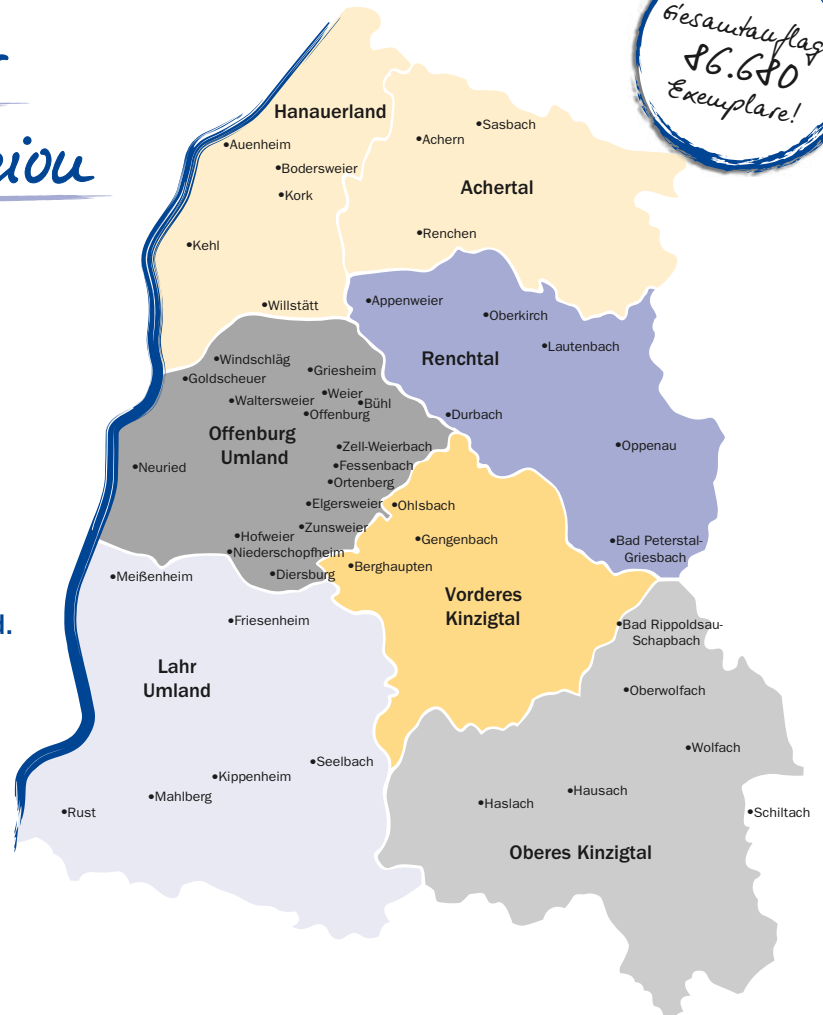 Gesamtauflag
86.680
Exemplare!
Hanauerland
Auenheim
Bodersweier
Kork
Kehl
Willstätt
Sasbach
Achern
Achertal
Renchen
Appenweier
Oberkirch
Lautenbach
Renchtal
Durbach
Oppenau
Bad Peterstal-
Griesbach
Windschläg
Griesheim
Goldscheuer
Weier
Waltersweier
Bühl
Offenburg
Offenburg
Umland
Zell-Weierbach
Neuried
Fessenbach
Ortenberg
Elgersweier
Zunsweier
Hofweier
Niederschopfheim
Diersburg
Ohlsbach
Gengenbach
Berghaupten
Vorderes
Kinzigtal
Meißenheim
Friesenheim
d.
Lahr
Umland
Seelbach
Kippenheim
Mahlberg
Rust
Bad Rippoldsau-
Schapbach
Oberwolfach
Wolfach
Hausach
Haslach
Schiltach
Oberes Kinzigtal